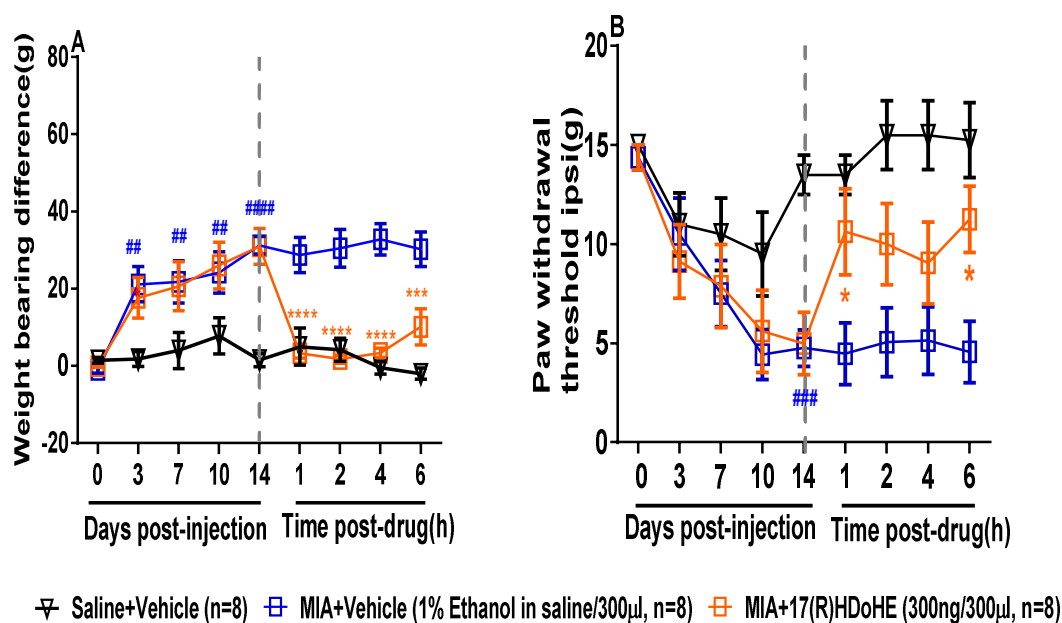 A
Weight bearing difference(g)
80
60
40
20
0
-20
##
##
##
####
****
****
****
***
0 3 7 10 14 1 2 4 6
Days post-injection Time post-drug(h)
B
Paw withdrawal
threshold ipsi(g)
20
15
10
5
0
*
*
###
0 3 7 10 14 1 2 4 6
Days post-injection Time post-drug(h)
Saline+Vehicle (n=8) MIA+Vehicle (1% Ethanol in saline/300µl, n=8) MIA+17(R)HDoHE (300ng/300µl, n=8)